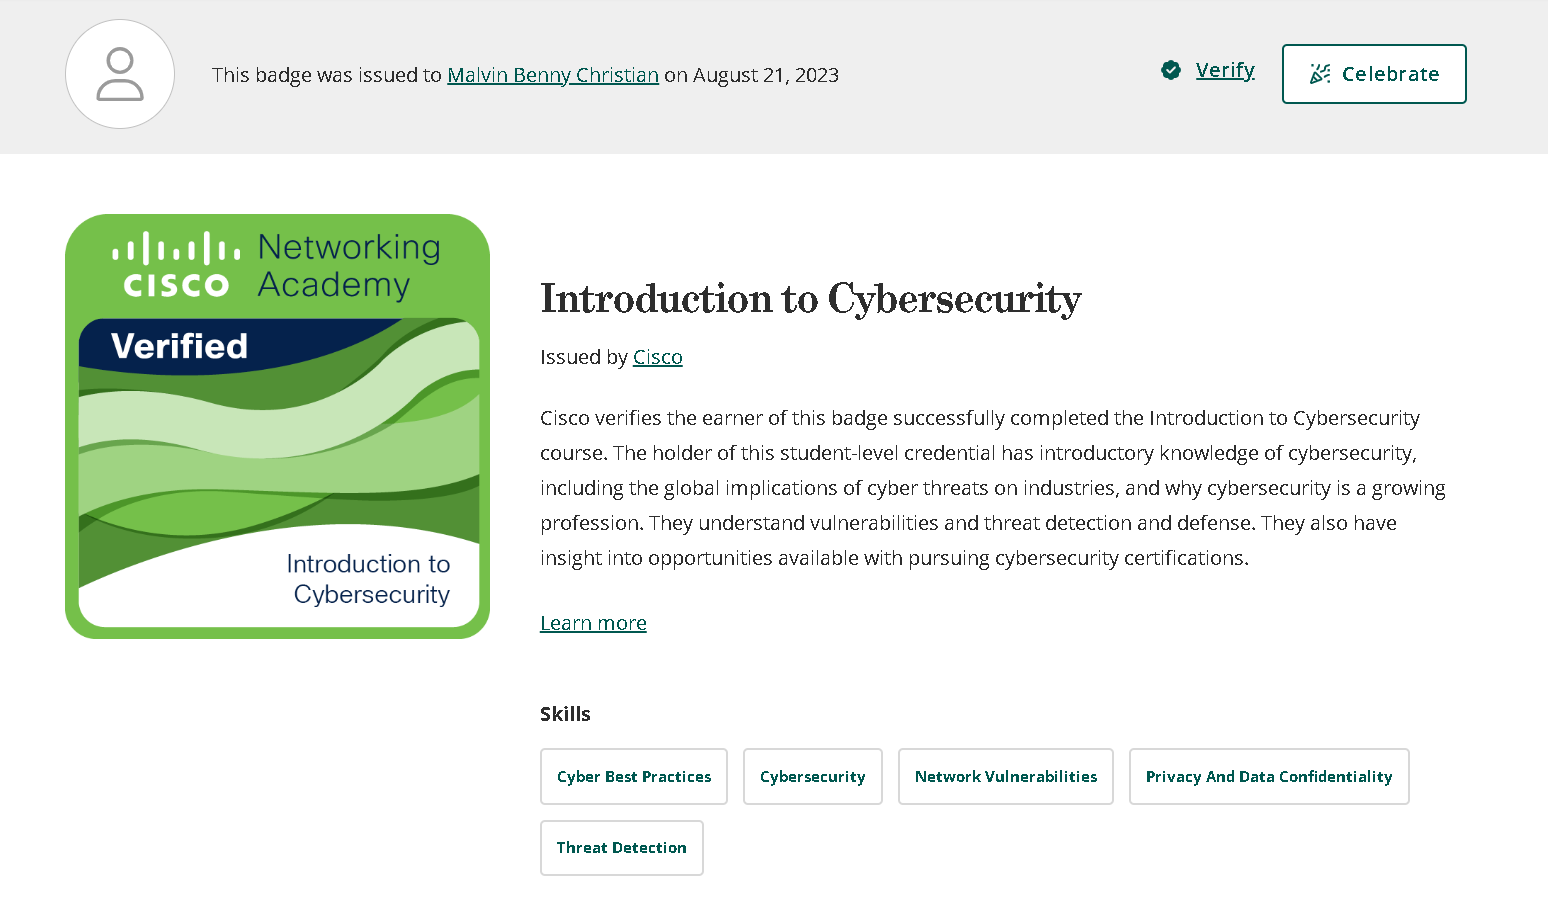 This badge was issued to Malvin Benny Christian on August 21, 2023
Verify
Celebrate
CISCO
Networking
Academy
Verified
Introduction to
Cybersecurity
Introduction to Cybersecurity
Issued by Cisco
Cisco verifies the earner of this badge successfully completed the Introduction to Cybersecurity
course. The holder of this student-level credential has introductory knowledge of cybersecurity,
including the global implications of cyber threats on industries, and why cybersecurity is a growing
profession. They understand vulnerabilities and threat detection and defense. They also have
insight into opportunities available with pursuing cybersecurity certifications.
Learn more
Skills
Cyber Best Practices
Cybersecurity
Network Vulnerabilities
Privacy And Data Confidentiality
Threat Detection